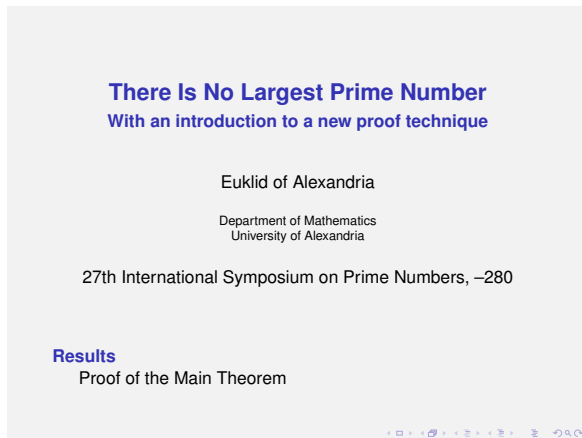 There Is No Largest Prime Number
With an introduction to a new proof technique
Euklid of Alexandria
Department of Mathematics
University of Alexandria
27th International Symposium on Prime Numbers, –280
Results
Proof of the Main Theorem